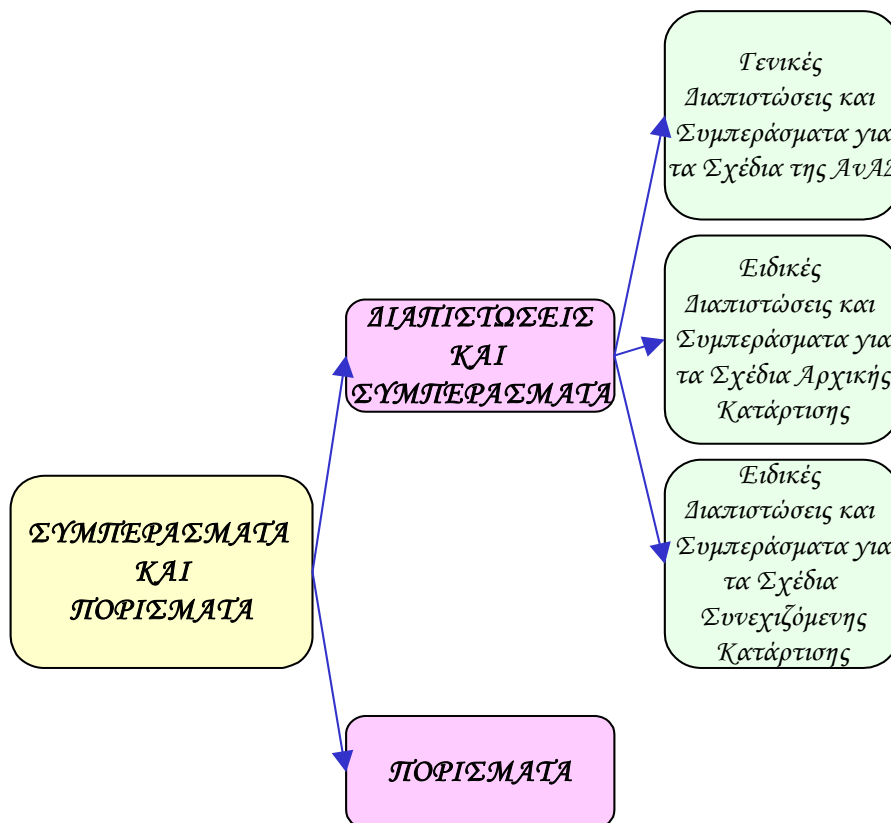 Γενικές
Διαπιστώσεις και
Συμπεράσματα για
τα Σχέδια της
Ειδικές
Διαπιστώσεις και
Συμπεράσματα για
τα Σχέδια Αρχικής
Κατάρτισης
Ειδικές
Διαπιστώσεις και
Συμπεράσματα για
τα Σχέδια
Συνεχιζόμενης
Κατάρτισης
ΔΙΑΠΙΣΤΩΣΕΙΣ
ΚΑΙ
ΣΥΜΠΕΡΑΣΜΑΤΑ
ΣΥΜΠΕΡΑΣΜΑΤΑ
ΚΑΙ
ΠΟΡΙΣΜΑΤΑ
ΠΟΡΙΣΜΑΤΑ